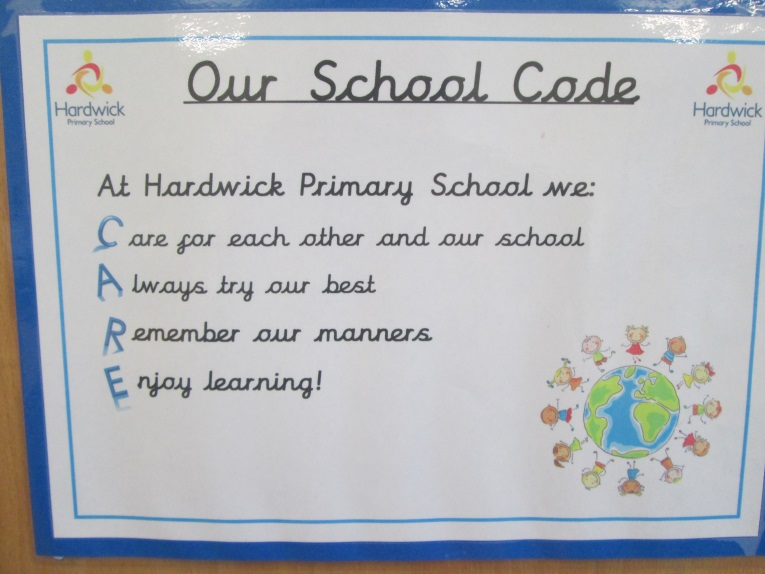 Our School Code
Hardwick
Primary School
Hardwick
Primary School
At Hardwick Primary School we:
Care for each other and our school
Always try our best
Remember our manners
Enjoy learning!